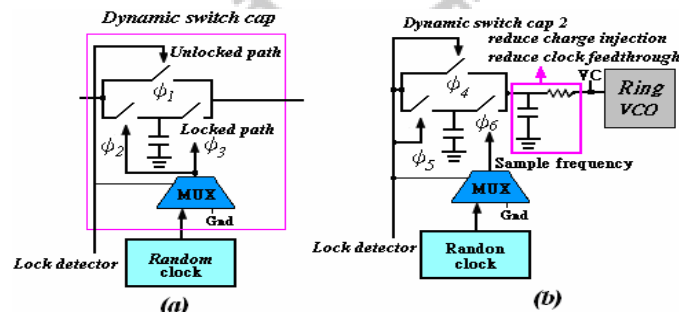 Dynamic switch cap
Unlocked path
ϕ1
Locked path
ϕ2
ϕ3
MUX
Gnd
Lock detector
Random
clock
(a)
Dynamic switch cap 2
reduce charge injection
reduce clock feedthrough
VC
Ring
VCO
ϕ4
ϕ5
ϕ6
Sample frequency
MUX
Gnd
Lock detector
Randon
clock
(b)